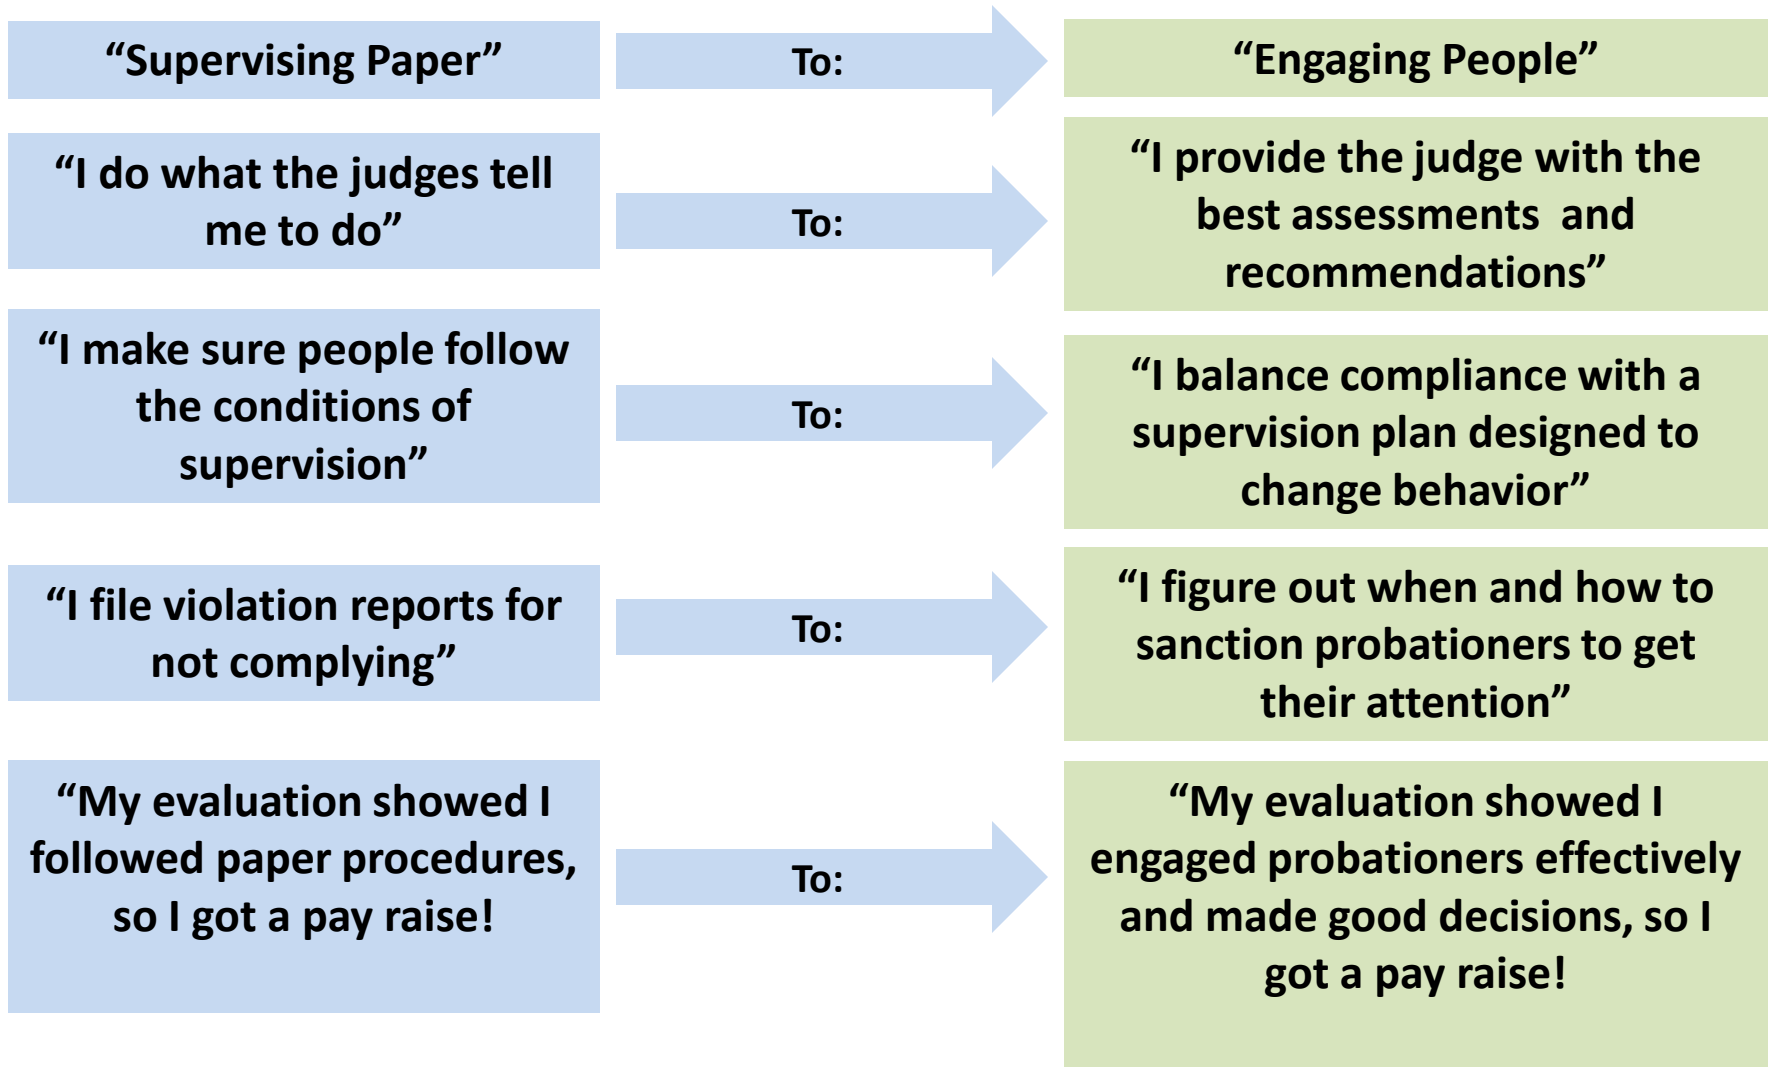 “Supervising Paper”
To:
“Engaging People”
“I do what the judges tell
me to do”
To:
“I provide the judge with the
best assessments  and
recommendations”
“I make sure people follow
the conditions of
supervision”
To:
“I balance compliance with a
supervision plan designed to
change behavior”
“I file violation reports for
not complying”
To:
“I figure out when and how to
sanction probationers to get
their attention”
“My evaluation showed I
followed paper procedures,
so I got a pay raise!
To:
“My evaluation showed I
engaged probationers effectively
and made good decisions, so I
got a pay raise!